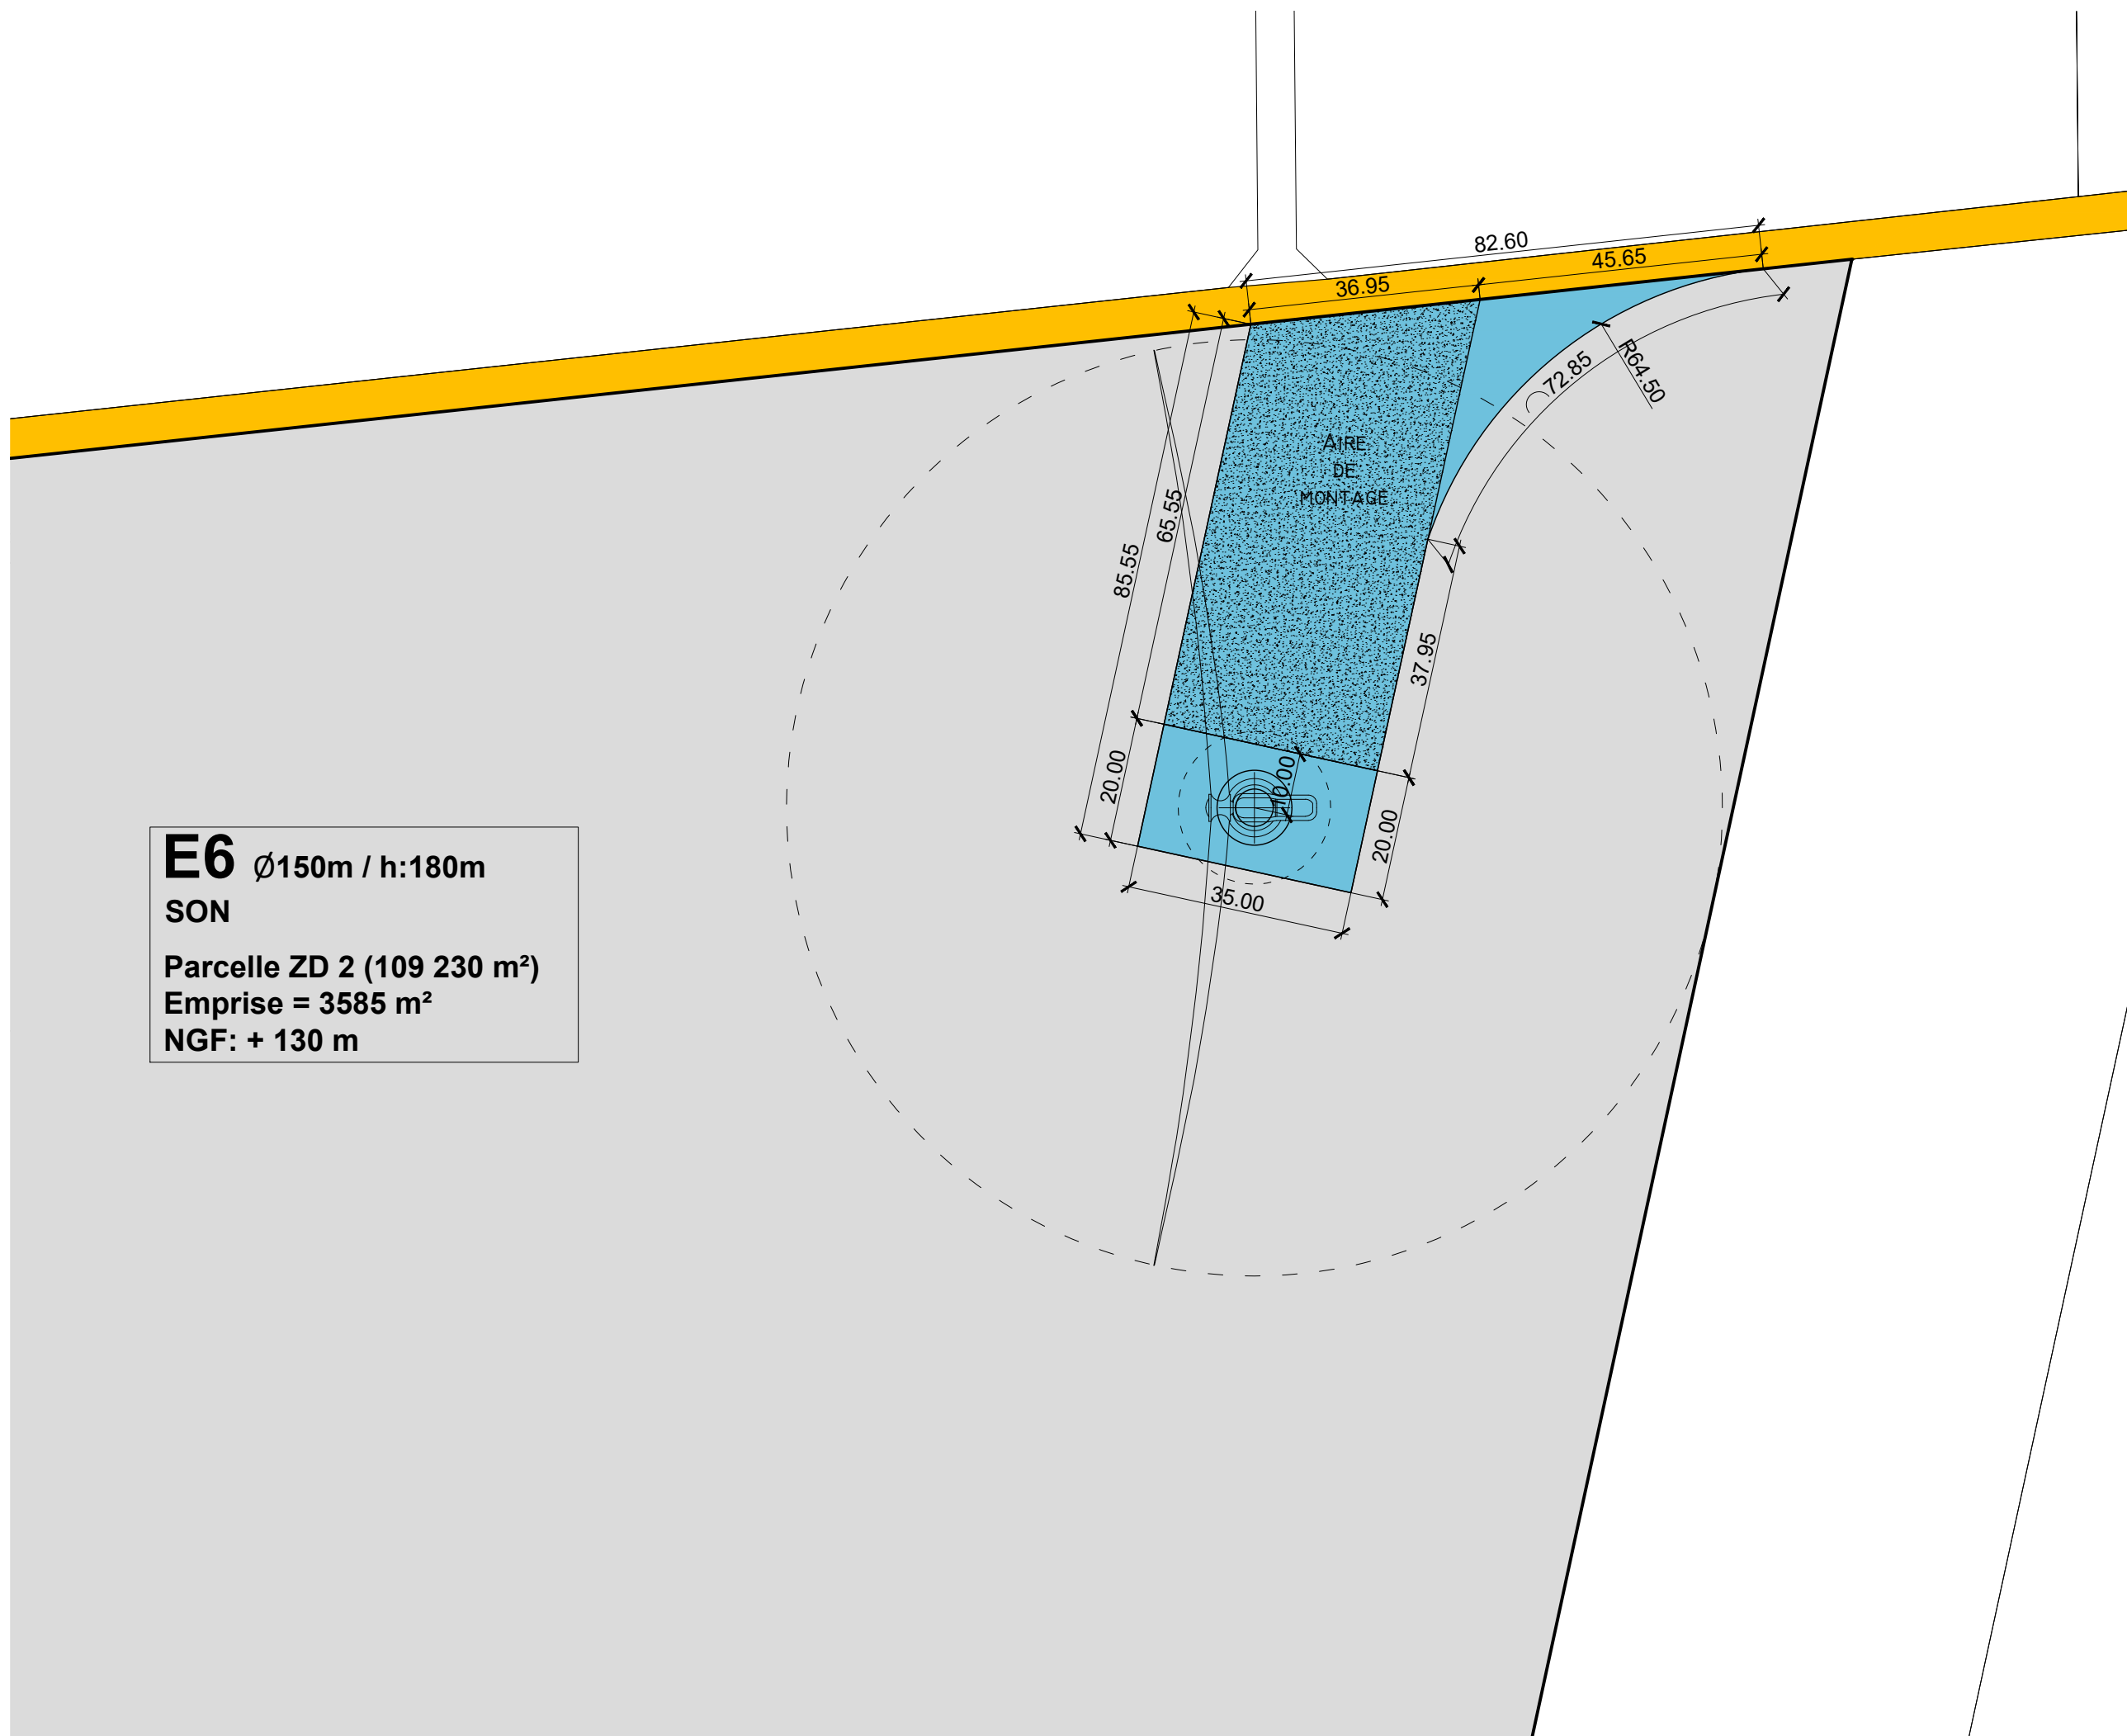 82.60
45.65
36.95
R64.50
72.85
AIRE
DE
MONTAGE
65.55
85.55
37.95
20.00
10.00
20.00
35.00
E6 Ø150m / h:180m
SON
Parcelle ZD 2 (109 230 m²)
Emprise = 3585 m²
NGF: + 130 m